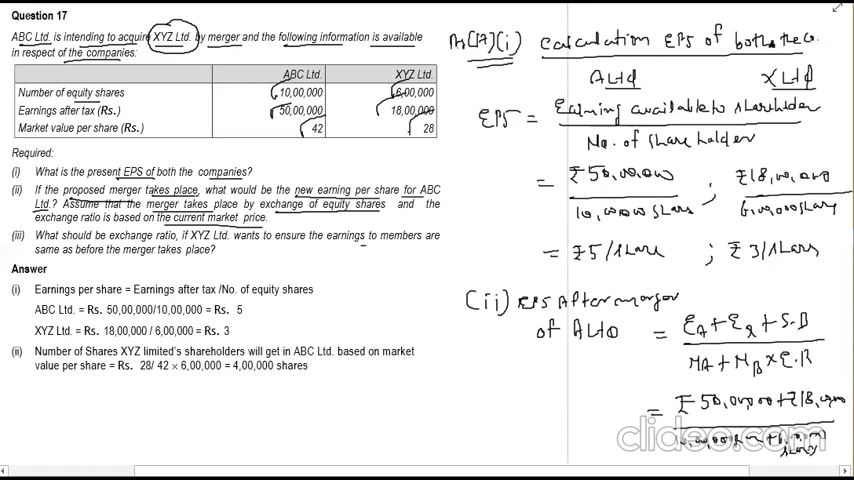 Question 17
ABC Ltd. is intending to acquire XYZ Ltd. by merger and the following information is available
in respect of the companies:
ABC Ltd. XYZ Ltd.
Number of equity shares 10,00,000 6,00,000
Earnings after tax (Rs.) 50,00,000 18,00,000
Market value per share (Rs.) 42 28
Required:
(i) What is the present EPS of both the companies?
(ii) If the proposed merger takes place, what would be the new earning per share for ABC
Ltd.? Assume that the merger takes place by exchange of equity shares and the
exchange ratio is based on the current market price.
(iii) What should be exchange ratio, if XYZ Ltd. wants to ensure the earnings to members are
same as before the merger takes place?
Answer
(i) Earnings per share = Earnings after tax /No. of equity shares
ABC Ltd. = Rs. 50,00,000/10,00,000 = Rs. 5
XYZ Ltd. = Rs. 18,00,000 / 6,00,000 = Rs. 3
(ii) Number of Shares XYZ limited's shareholders will get in ABC Ltd. based on market
value per share = Rs. 28/ 42 × 6,00,000 = 4,00,000 shares
(i) Calculation EPS of both the co.
A Ltd X Ltd
EPS = Earning available to shareholder
No. of share holder
= ₹50,00,000 ; ₹18,00,000
10,00,000 shares 6,00,000 shares
= ₹5/share ; ₹3/share
(ii) EPS After merger
of A Ltd = EA + EX + S.B
NA + NB × E.R
= ₹50,00,000 + ₹18,00,000
clideo.com